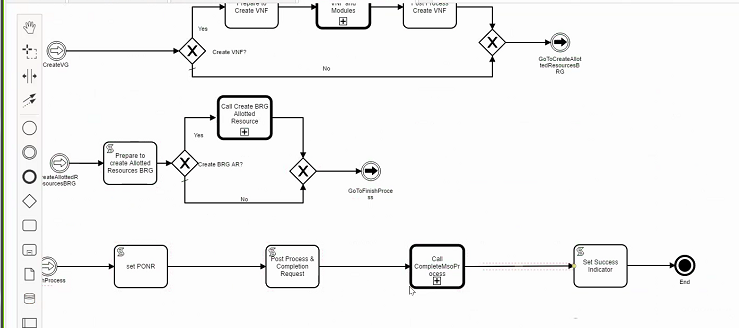 Prepare to
Create VNF
VNF and
Modules
Post Process
Create VNF
Yes
Create VNF?
CreateVG
No
GoToCreateAllot
tedResourcesB
RG
Call Create BRG
Allotted
Resource
Yes
Prepare to
create Allotted
Resources BRG
Create BRG AR?
reateAllottedR
sourcesBRG
No
GoToFinishProce
ss
set PONR
Post Process &
Completion
Request
Call
CompleteMsoPr
ocess
Set Success
Indicator
hProcess
End